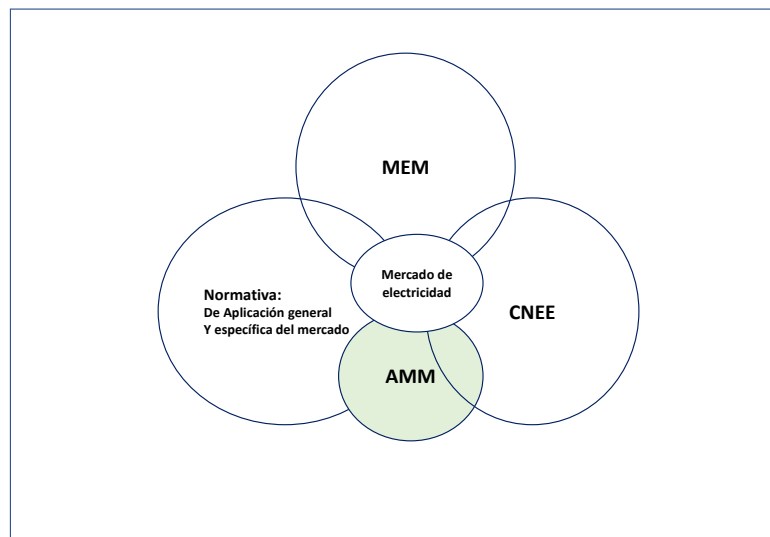 MEM
Mercado de
electricidad
Normativa:
De Aplicación general
Y específica del mercado
CNEE
AMM